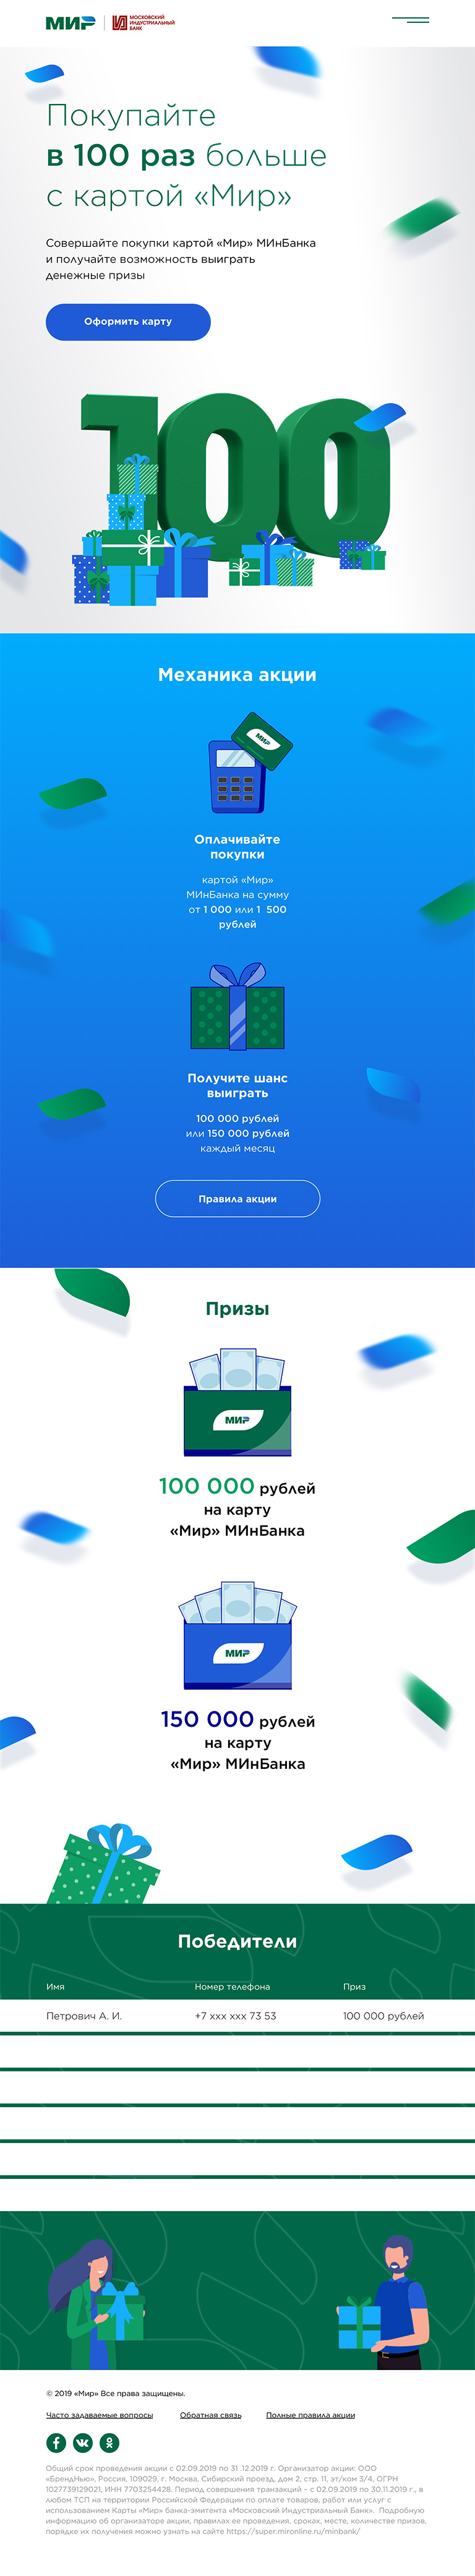 МИР МОСКОВСКИЙ
ИНДУСТРИАЛЬНЫЙ
БАНК
Покупайте
в 100 раз больше
с картой «Мир»
Совершайте покупки картой «Мир» МИнБанка
и получайте возможность выиграть
денежные призы
Оформить карту
100
Механика акции
МИР
Оплачивайте
покупки
картой «Мир»
МИнБанка на сумму
от 1 000 или 1 500
рублей
Получите шанс
выиграть
100 000 рублей
или 150 000 рублей
каждый месяц
Правила акции
Призы
МИР
100 000 рублей
на карту
«Мир» МИнБанка
МИР
150 000 рублей
на карту
«Мир» МИнБанка
Победители
Имя Номер телефона Приз
Петрович А. И. +7 xxx xxx 73 53 100 000 рублей
© 2019 «Мир» Все права защищены.
Часто задаваемые вопросы Обратная связь Полные правила акции
Общий срок проведения акции с 02.09.2019 по 31 .12.2019 г. Организатор акции: ООО
«БрендНью», Россия, 109029, г. Москва, Сибирский проезд, дом 2, стр. 11, эт/ком 3/4, ОГРН
1027739129021, ИНН 7703254428. Период совершения транзакций – с 02.09.2019 по 30.11.2019 г., в
любом ТСП на территории Российской Федерации по оплате товаров, работ или услуг с
использованием Карты «Мир» банка-эмитента «Московский Индустриальный Банк». Подробную
информацию об организаторе акции, правилах ее проведения, сроках, месте, количестве призов,
порядке их получения можно узнать на сайте https://super.mironline.ru/minbank/